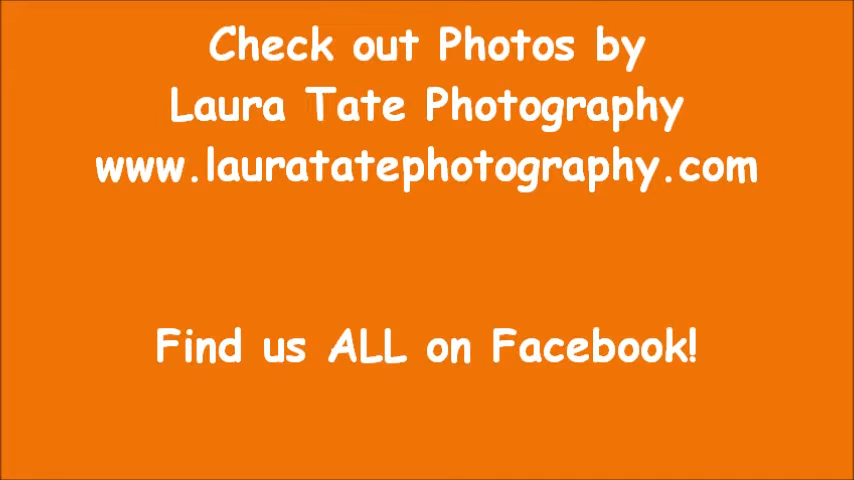 Check out Photos by
Laura Tate Photography
www.lauratatephotography.com
Find us ALL on Facebook!